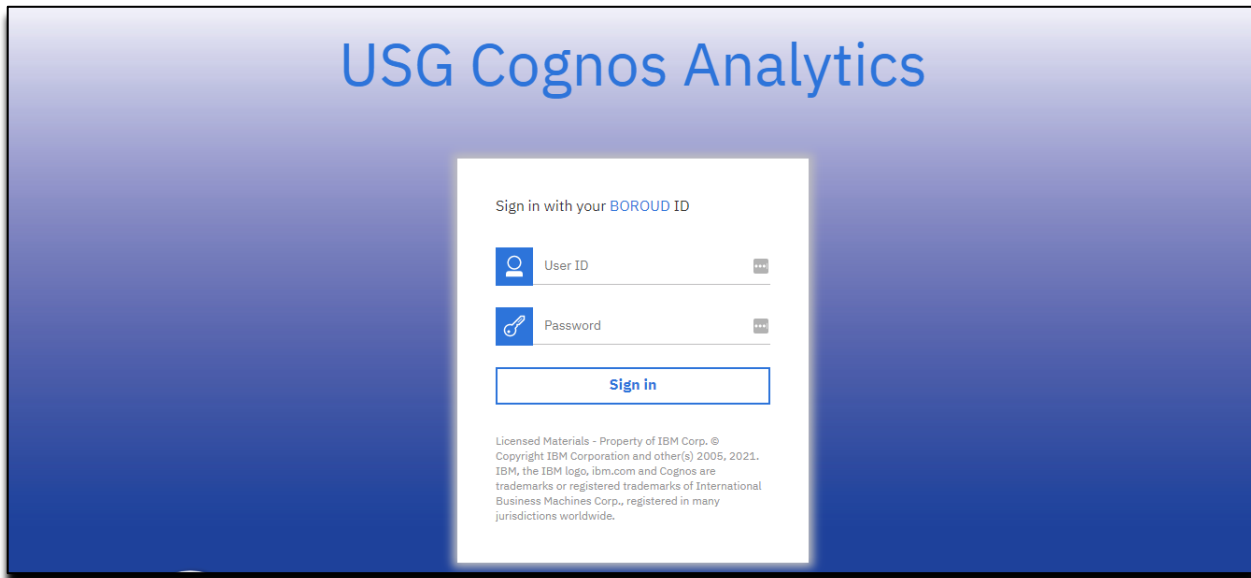 USG Cognos Analytics
Sign in with your BOROUD ID
User ID
Password
Sign in
Licensed Materials - Property of IBM Corp. ©
Copyright IBM Corporation and other(s) 2005, 2021.
IBM, the IBM logo, ibm.com and Cognos are
trademarks or registered trademarks of International
Business Machines Corp., registered in many
jurisdictions worldwide.